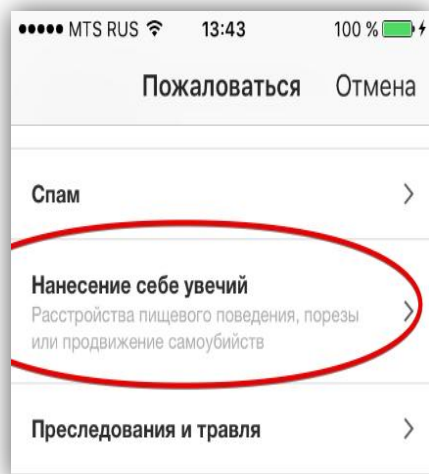 MTS RUS 13:43 100 %
Пожаловаться Отмена
Спам
Нанесение себе увечий
Расстройства пищевого поведения, порезы
или продвижение самоубийств
Преследования и травля